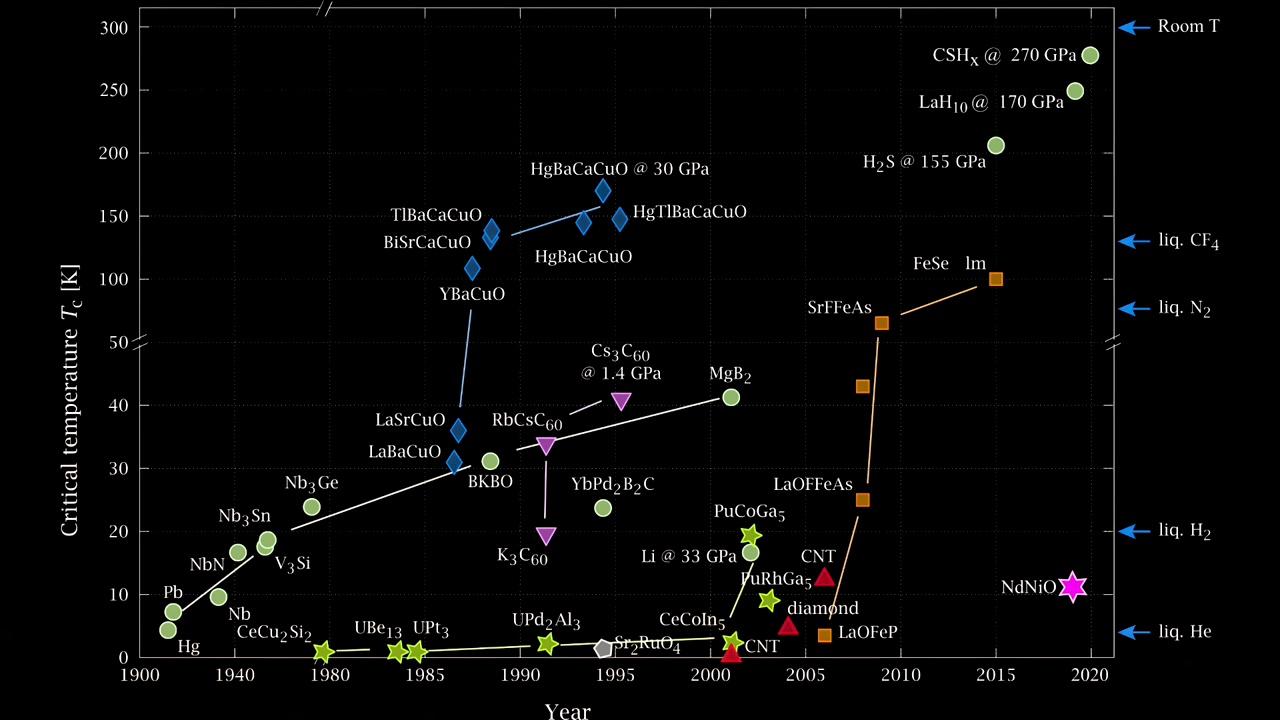 300
250
200
150
100
50
40
30
20
10
0
1900
1940
1980
1985
1990
1995
2000
2005
2010
2015
2020
Year
Critical temperature Tc [K]
Room T
liq. CF4
liq. N2
liq. H2
liq. He
CSHx @ 270 GPa
LaH10 @ 170 GPa
H2S @ 155 GPa
HgBaCaCuO @ 30 GPa
TlBaCaCuO
HgTlBaCaCuO
BiSrCaCuO
HgBaCaCuO
YBaCuO
FeSe lm
SrFFeAs
Cs3C60
@ 1.4 GPa
MgB2
LaSrCuO
RbCsC60
LaBaCuO
BKBO
Nb3Ge
YbPd2B2C
LaOFFeAs
Nb3Sn
PuCoGa5
NbN
V3Si
K3C60
Li @ 33 GPa
CNT
PuRhGa5
NdNiO
Pb
Nb
diamond
Hg
CeCu2Si2
UBe13
UPt3
UPd2Al3
CeCoIn5
LaOFeP
Sr2RuO4
CNT